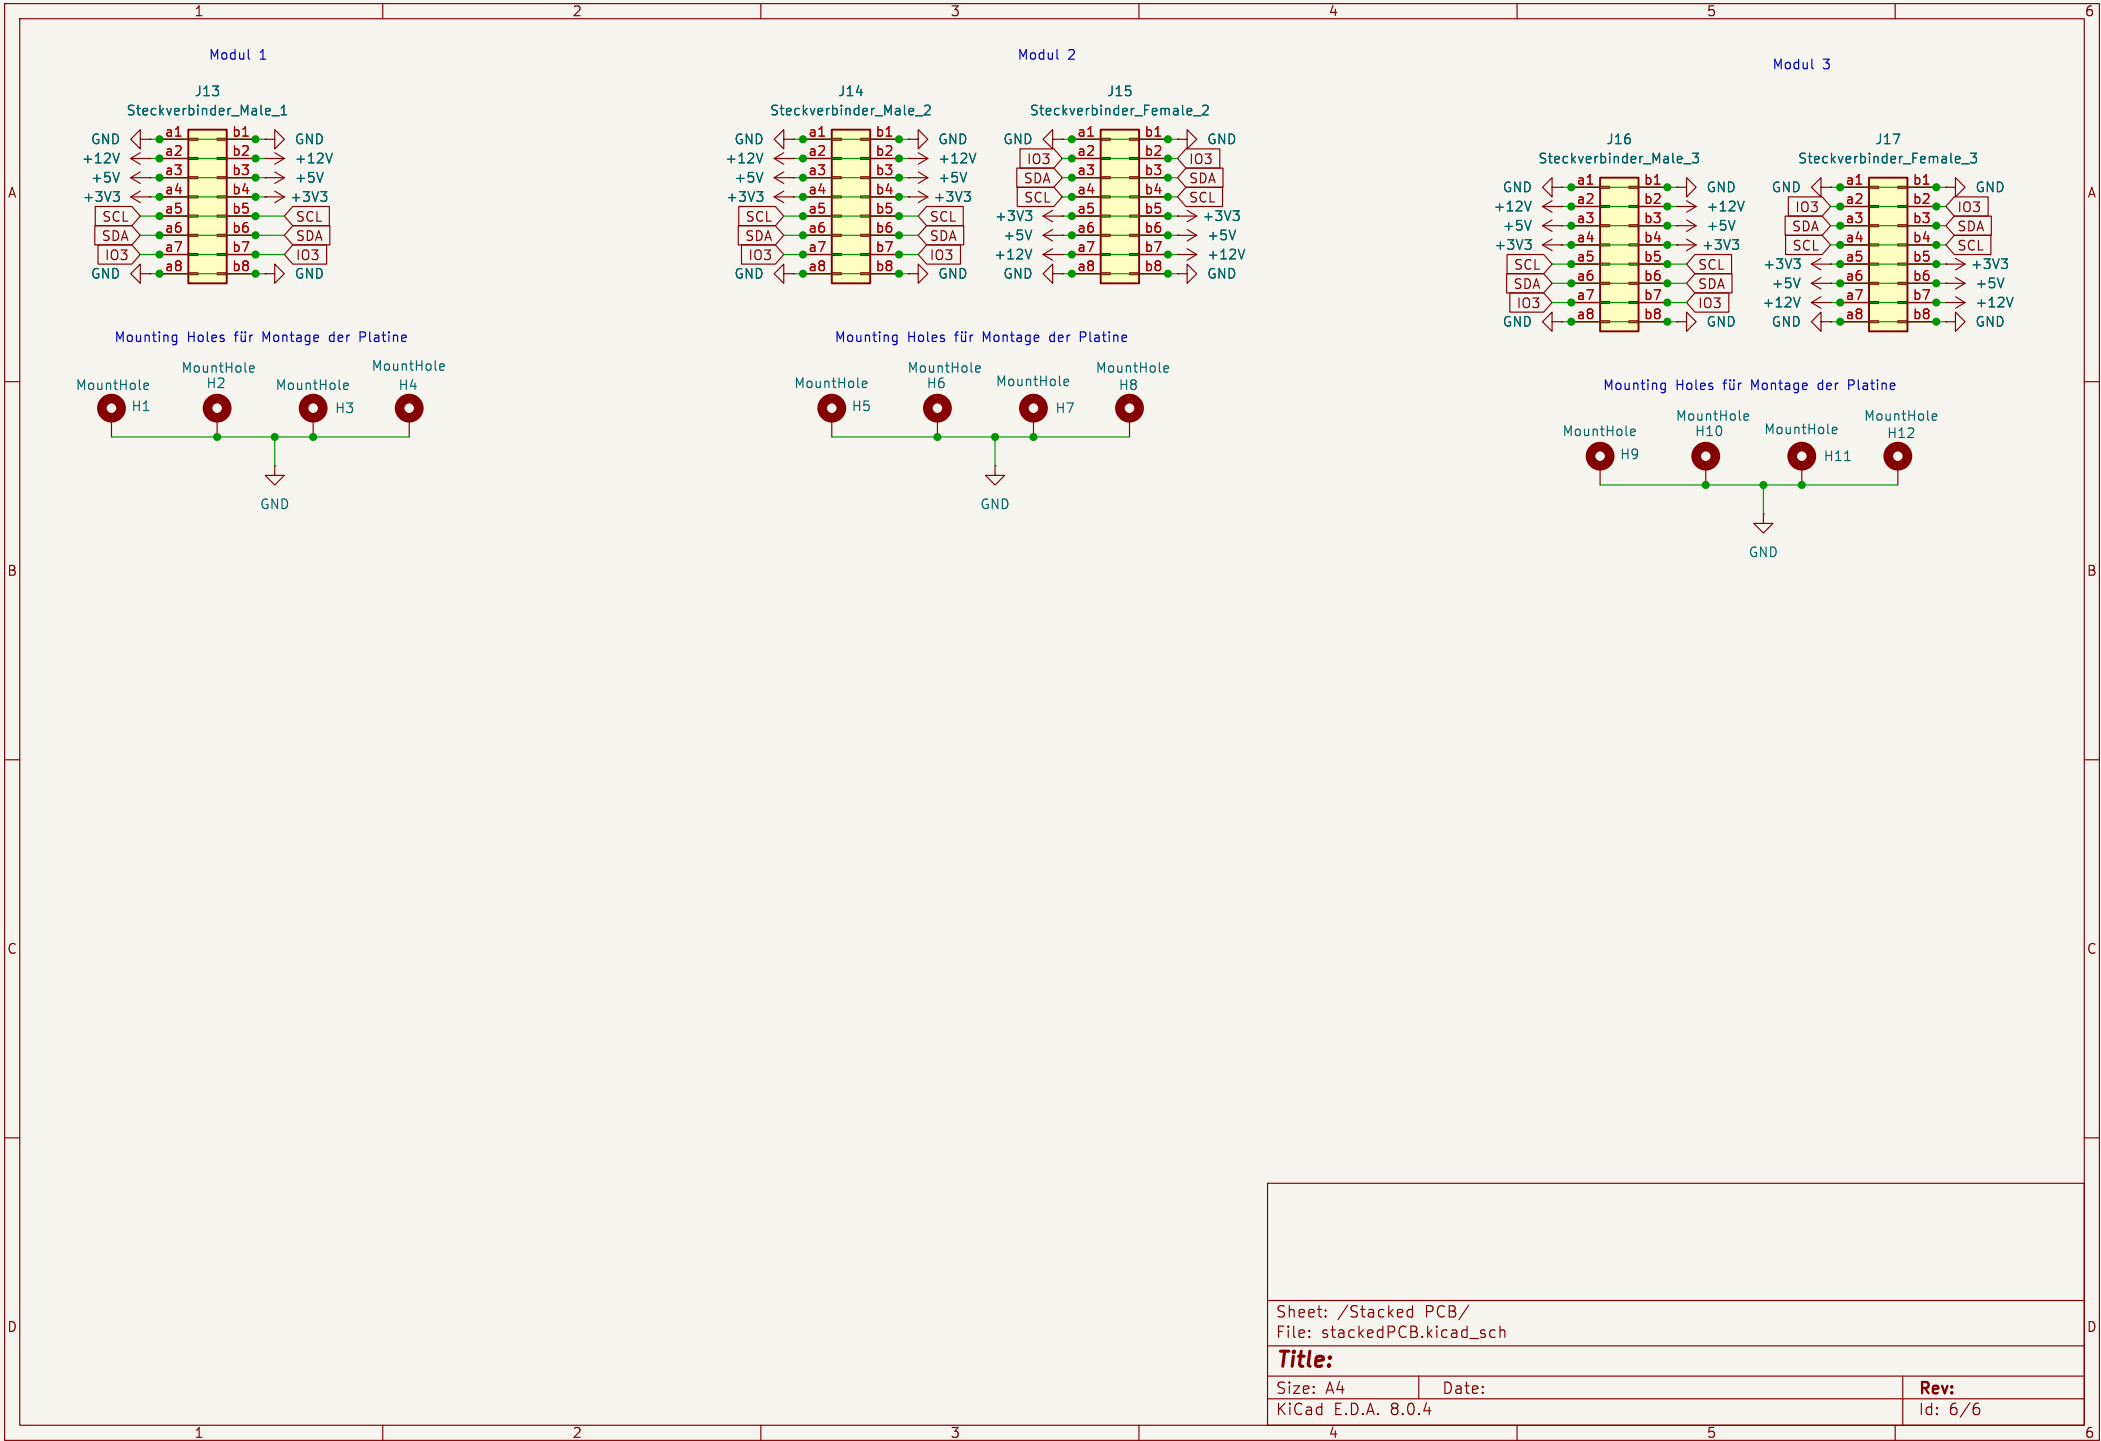 1 2 3 4 5 6
Modul 1
J13
Steckverbinder_Male_1
GND a1 b1 GND
+12V a2 b2 +12V
+5V a3 b3 +5V
+3V3 a4 b4 +3V3
SCL a5 b5 SCL
SDA a6 b6 SDA
IO3 a7 b7 IO3
GND a8 b8 GND
Mounting Holes für Montage der Platine
MountHole
H1
MountHole
H2
MountHole
H3
MountHole
H4
GND
Modul 2
J14
Steckverbinder_Male_2
GND a1 b1 GND
+12V a2 b2 +12V
+5V a3 b3 +5V
+3V3 a4 b4 +3V3
SCL a5 b5 SCL
SDA a6 b6 SDA
IO3 a7 b7 IO3
GND a8 b8 GND
J15
Steckverbinder_Female_2
GND a1 b1 GND
IO3 a2 b2 IO3
SDA a3 b3 SDA
SCL a4 b4 SCL
+3V3 a5 b5 +3V3
+5V a6 b6 +5V
+12V a7 b7 +12V
GND a8 b8 GND
Mounting Holes für Montage der Platine
MountHole
H5
MountHole
H6
MountHole
H7
MountHole
H8
GND
Modul 3
J16
Steckverbinder_Male_3
GND a1 b1 GND
+12V a2 b2 +12V
+5V a3 b3 +5V
+3V3 a4 b4 +3V3
SCL a5 b5 SCL
SDA a6 b6 SDA
IO3 a7 b7 IO3
GND a8 b8 GND
J17
Steckverbinder_Female_3
GND a1 b1 GND
IO3 a2 b2 IO3
SDA a3 b3 SDA
SCL a4 b4 SCL
+3V3 a5 b5 +3V3
+5V a6 b6 +5V
+12V a7 b7 +12V
GND a8 b8 GND
Mounting Holes für Montage der Platine
MountHole
H9
MountHole
H10
MountHole
H11
MountHole
H12
GND
A A
B B
C C
D D
Sheet: /Stacked PCB/
File: stackedPCB.kicad_sch
Title:
Size: A4 Date: Rev:
KiCad E.D.A. 8.0.4 Id: 6/6
1 2 3 4 5 6